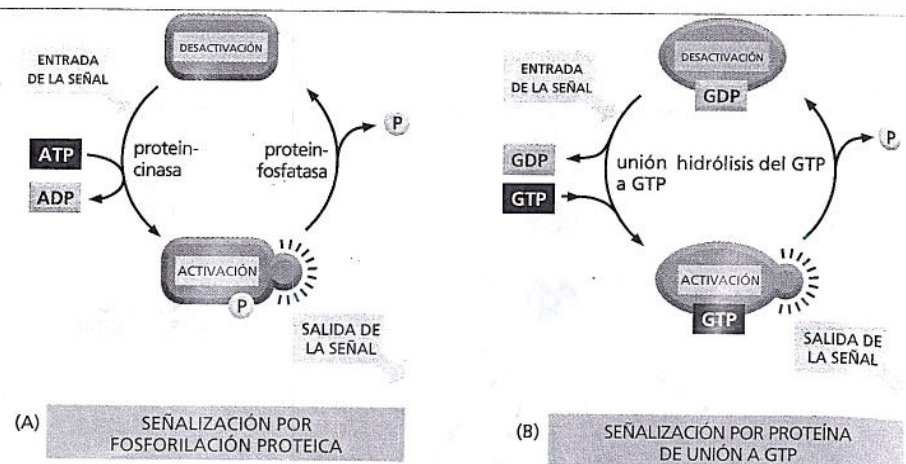 DESACTIVACIÓN
ENTRADA
DE LA SEÑAL
ATP
ADP
protein-
cinasa
protein-
fosfatasa
P
ACTIVACIÓN
P
SALIDA DE
LA SEÑAL
(A)
SEÑALIZACIÓN POR
FOSFORILACIÓN PROTEICA
DESACTIVACIÓN
GDP
ENTRADA
DE LA SEÑAL
GDP
GTP
unión
a GTP
hidrólisis del GTP
P
ACTIVACIÓN
GTP
SALIDA DE
LA SEÑAL
(B)
SEÑALIZACIÓN POR PROTEÍNA
DE UNIÓN A GTP